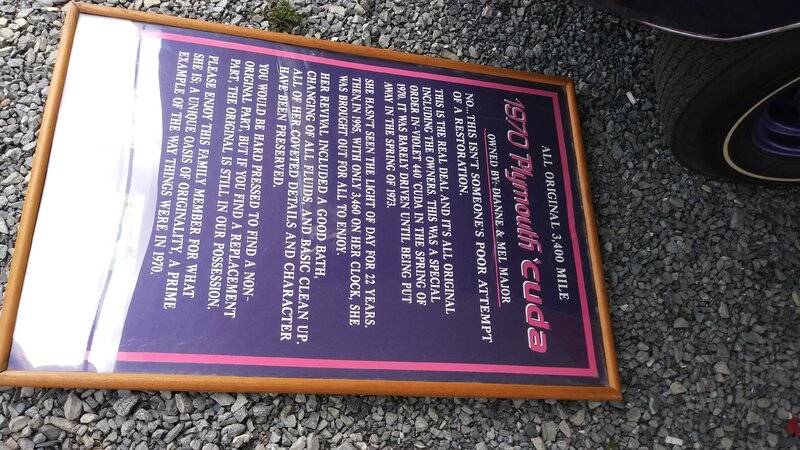 ALL ORIGINAL 3,400 MILE
1970 Plymouth 'cuda
OWNED BY: DIANNE & MEL MAJOR
NO...THIS ISN'T SOMEONE'S POOR ATTEMPT
OF A RESTORATION.
THIS IS THE REAL DEAL AND IT'S ALL ORIGINAL
INCLUDING THE OWNERS. THIS WAS A SPECIAL
ORDER IN-VIOLET 440 'CUDA IN THE SPRING OF
1970. IT WAS BARELY DRIVEN UNTIL BEING PUT
AWAY IN THE SPRING OF 1973.
SHE HASN'T SEEN THE LIGHT OF DAY FOR 22 YEARS.
THEN, IN 1995, WITH ONLY 3,460 ON HER CLOCK, SHE
WAS BROUGHT OUT FOR ALL TO ENJOY.
HER REVIVAL INCLUDED A GOOD BATH,
CHANGING OF ALL FLUIDS, AND BASIC CLEAN UP.
ALL OF HER COVETED DETAILS AND CHARACTER
HAVE BEEN PRESERVED.
YOU WOULD BE HARD PRESSED TO FIND A NON-
ORIGINAL PART, BUT IF YOU FIND A REPLACEMENT
PART, THE ORIGINAL IS STILL IN OUR POSSESSION.
PLEASE ENJOY THIS FAMILY MEMBER FOR WHAT
SHE IS; A UNIQUE OASIS OF ORIGINALITY, A PRIME
EXAMPLE OF THE WAY THINGS WERE IN 1970.